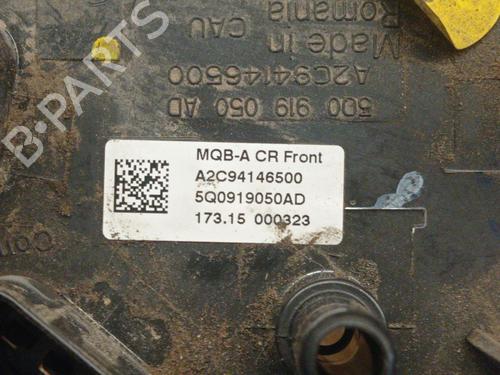 5Q0 919 050 AD
A2C94146500
Made in CAU
Romania
B-PARTS
MQB-A CR Front
A2C94146500
5Q0919050AD
173.15 000323